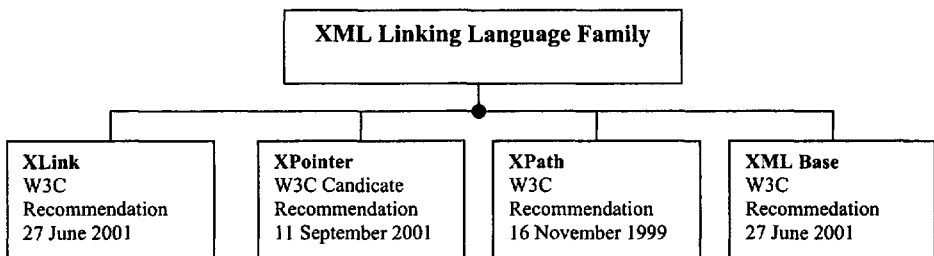 XML Linking Language Family
XLink
W3C
Recommendation
27 June 2001
XPointer
W3C Candicate
Recommendation
11 September 2001
XPath
W3C
Recommendation
16 November 1999
XML Base
W3C
Recommedation
27 June 2001